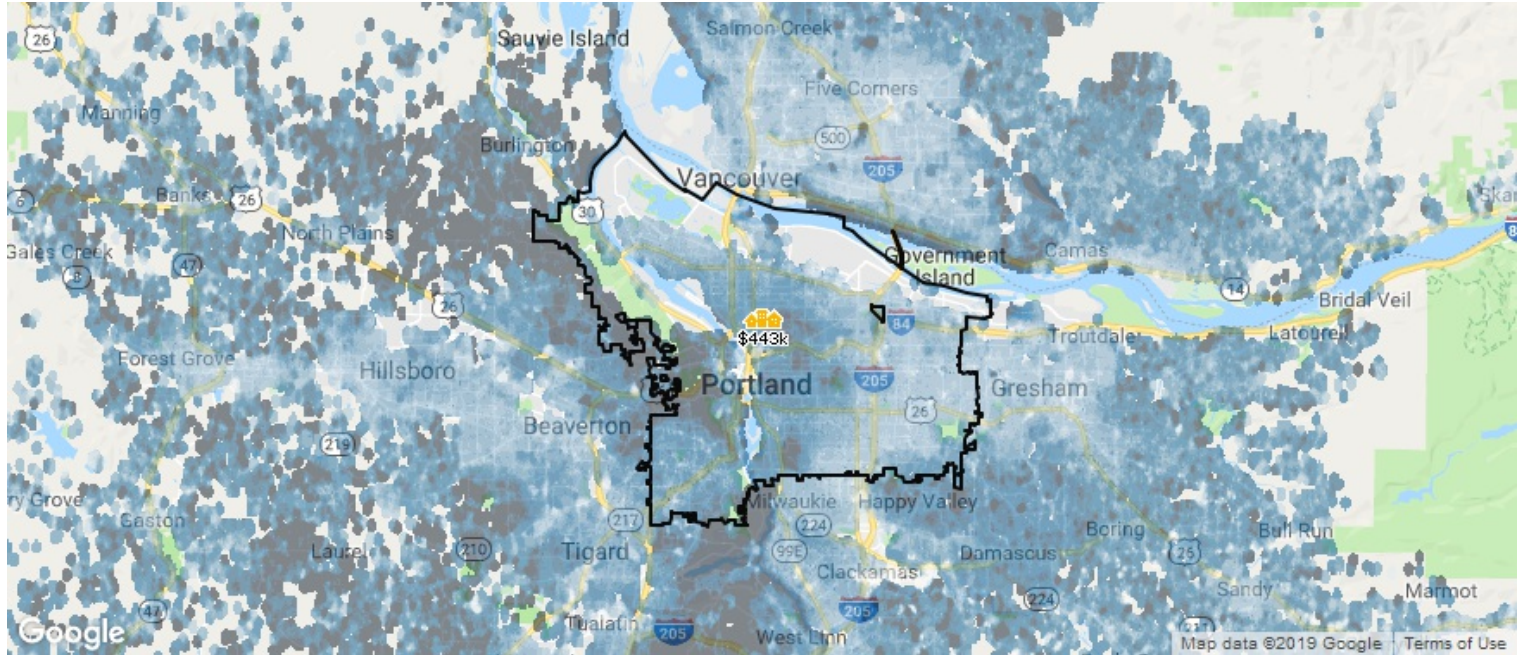 26
Sauvie Island
Salmon Creek
Five Corners
Manning
Burlington
500
205
Vancouver
Banks
26
6
30
North Plains
Gales Creek
8
47
Government
Island
Camas
14
Bridal Veil
26
$443k
84
Troutdale
Latourell
Forest Grove
Hillsboro
Portland
205
Gresham
26
Beaverton
219
Milwaukie
Happy Valley
Gaston
217
224
Boring
Bull Run
Laurel
210
Tigard
99E
Damascus
Clackamas
Sandy
Marmot
224
47
Tualatin
205
West Linn
205
Google
Map data ©2019 Google
Terms of Use